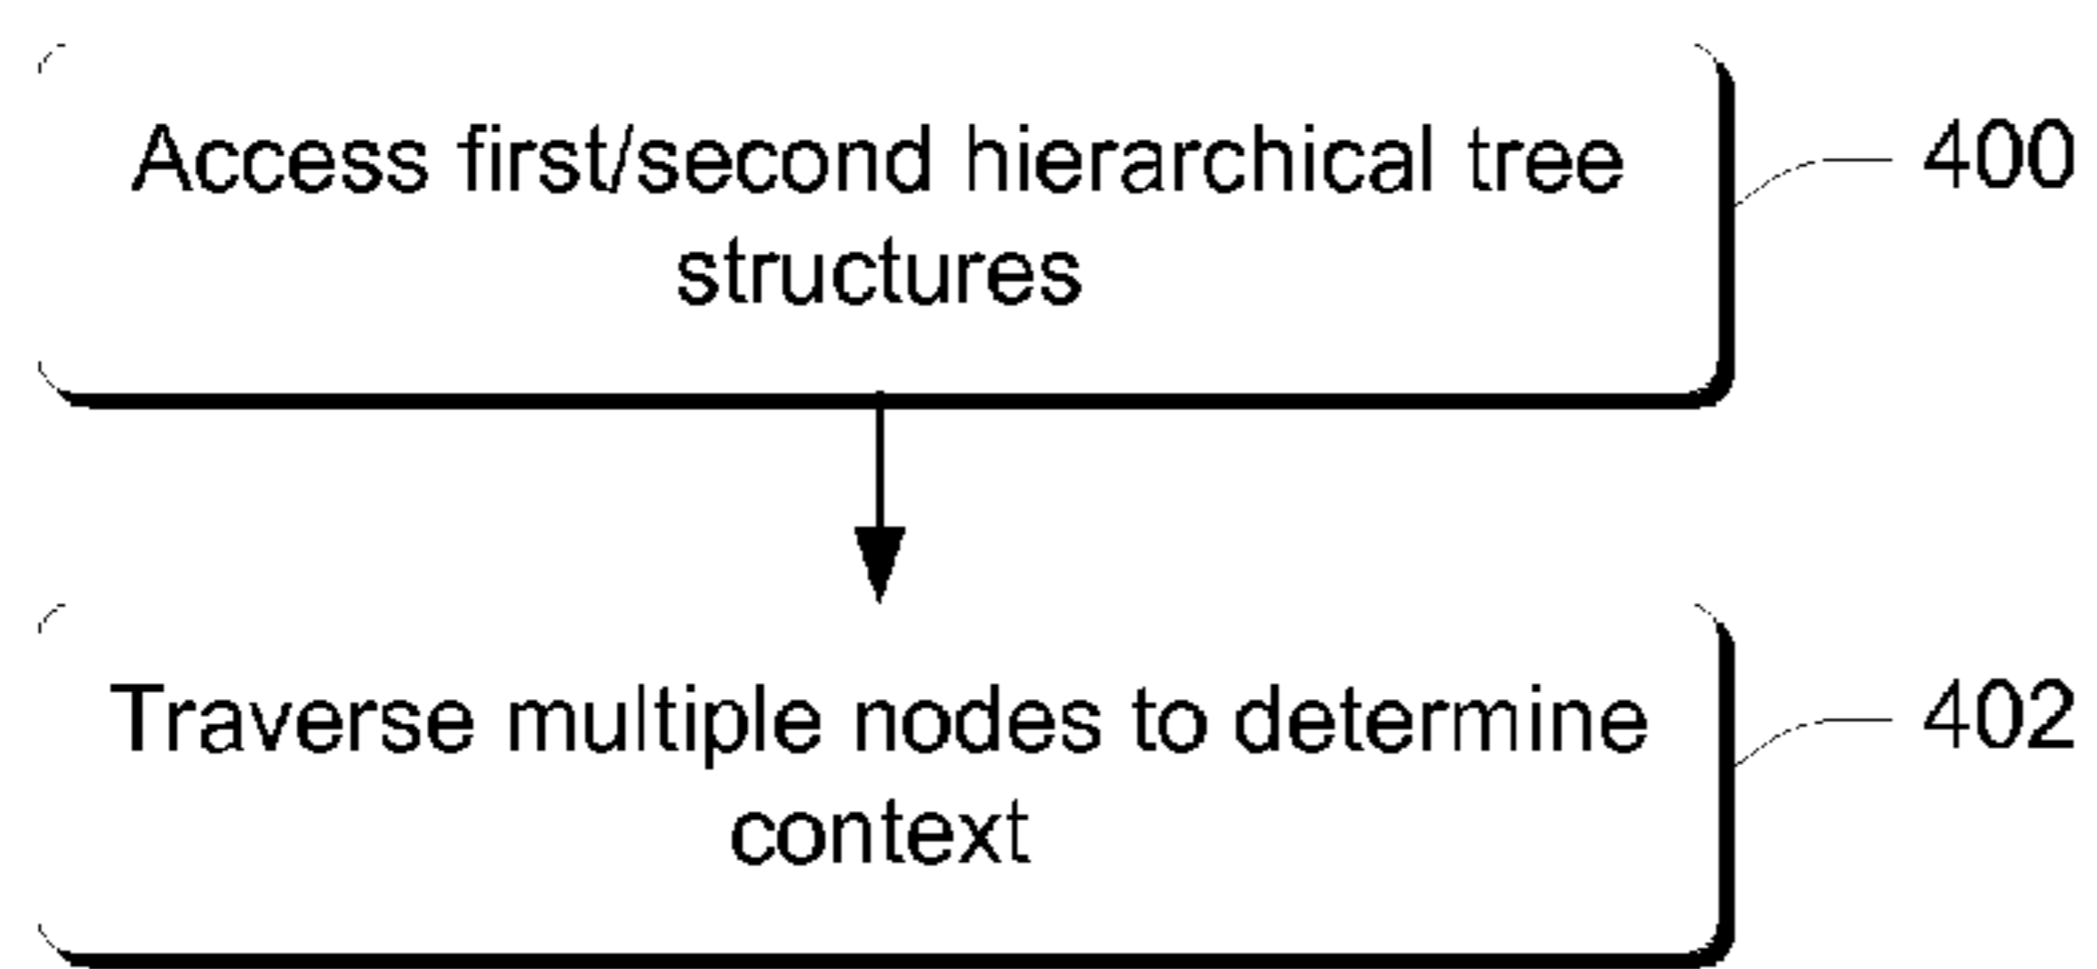 Access first/second hierarchical tree
structures
400
Traverse multiple nodes to determine
context
402